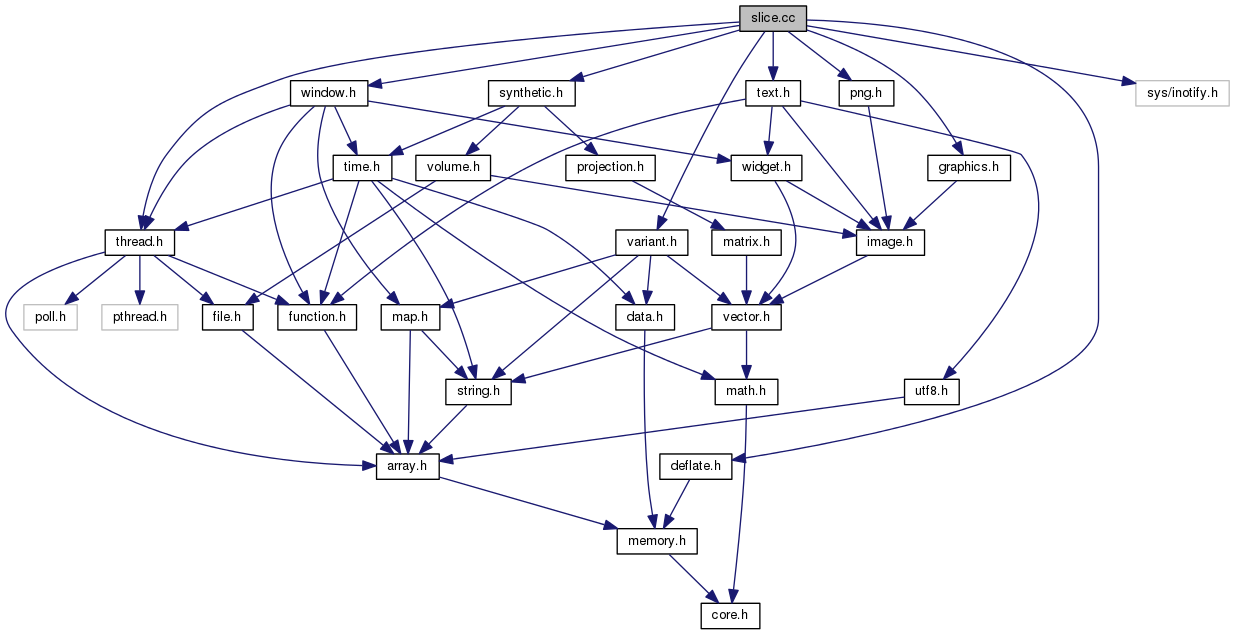 slice.cc
window.h
synthetic.h
text.h
png.h
sys/inotify.h
time.h
volume.h
projection.h
widget.h
graphics.h
thread.h
variant.h
matrix.h
image.h
poll.h
pthread.h
file.h
function.h
map.h
data.h
vector.h
string.h
math.h
utf8.h
array.h
deflate.h
memory.h
core.h